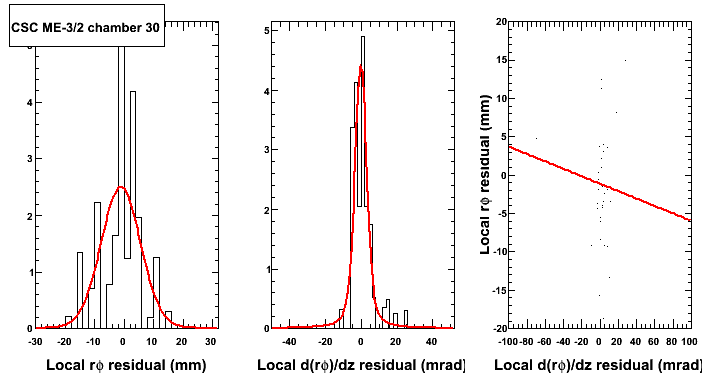 CSC ME-3/2 chamber 30
5
4
3
2
1
0
-30 -20 -10 0 10 20 30
Local rϕ residual (mm)
5
4
3
2
1
0
-40 -20 0 20 40
Local d(rϕ)/dz residual (mrad)
Local rϕ residual (mm)
20
15
10
5
0
-5
-10
-15
-20
-100 -80 -60 -40 -20 0 20 40 60 80 100
Local d(rϕ)/dz residual (mrad)